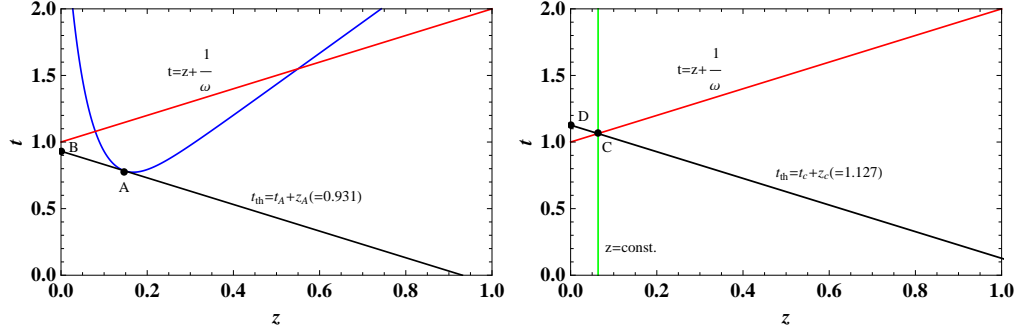 2.0
1.5
1.0
0.5
0.0
t
t=z+1/ω
B
A
t_th=t_A+z_A(=0.931)
0.0 0.2 0.4 0.6 0.8 1.0
z
2.0
1.5
1.0
0.5
0.0
t
t=z+1/ω
D
C
t_th=t_c+z_c(=1.127)
z=const.
0.0 0.2 0.4 0.6 0.8 1.0
z